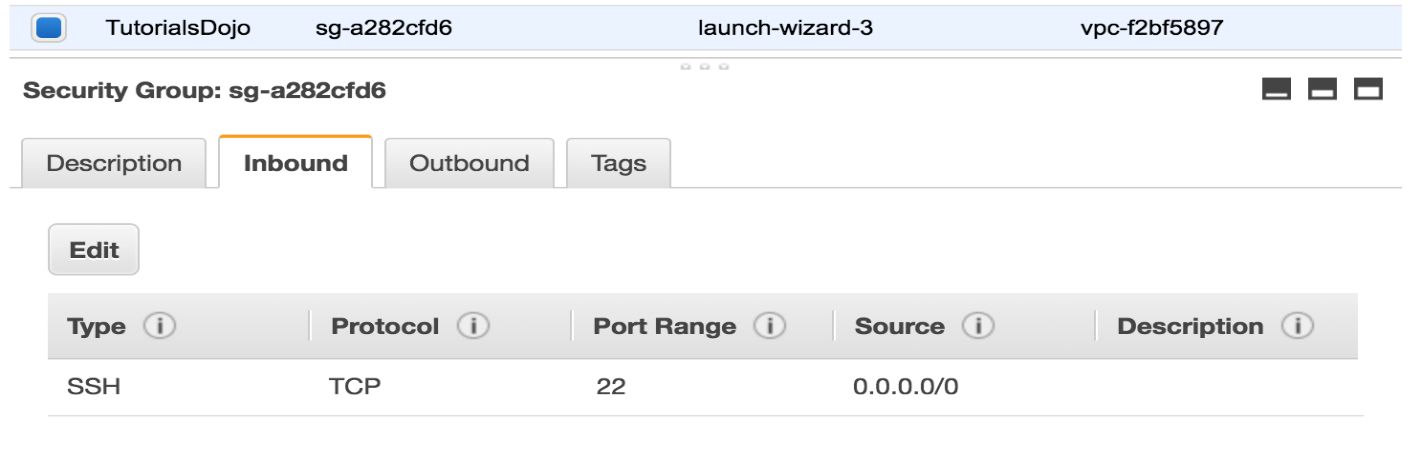 TutorialsDojo sg-a282cfd6 launch-wizard-3 vpc-f2bf5897
Security Group: sg-a282cfd6
Description Inbound Outbound Tags
Edit
Type i Protocol i Port Range i Source i Description i
SSH TCP 22 0.0.0.0/0